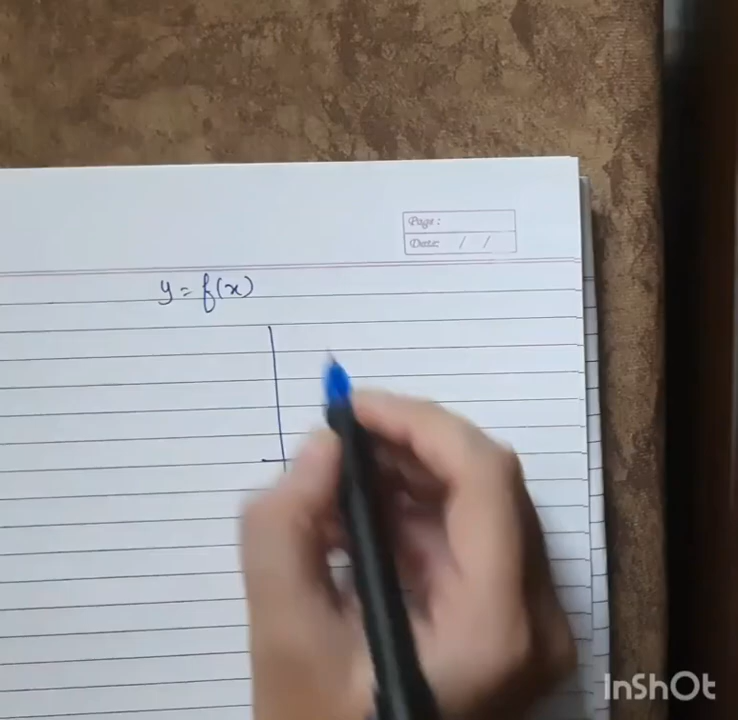 Page :
Date: / /
y = f(x)
InShOt